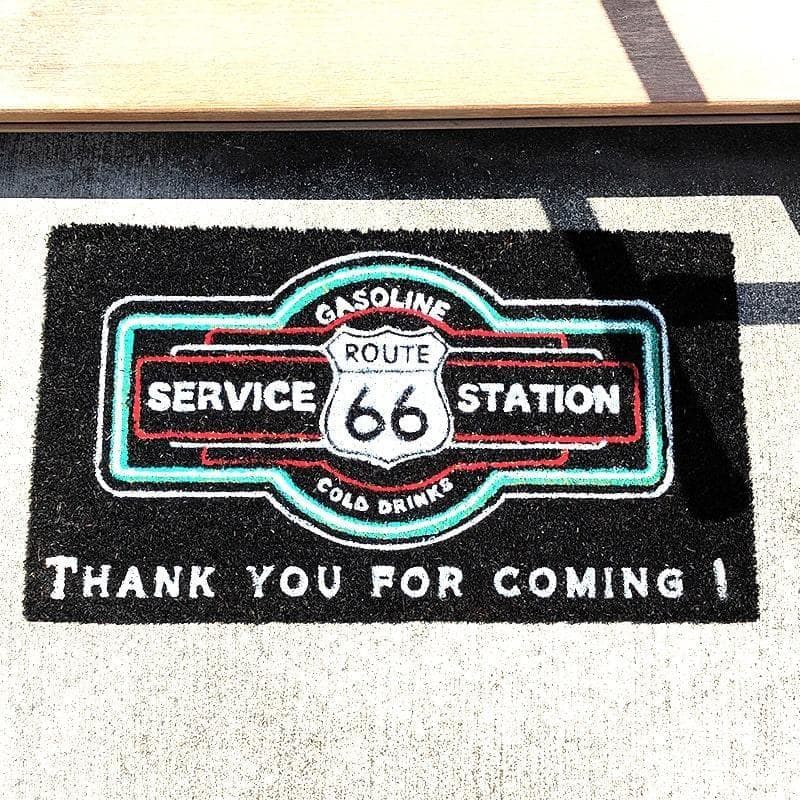 GASOLINE
ROUTE
SERVICE 66 STATION
COLD DRINKS
THANK YOU FOR COMING !